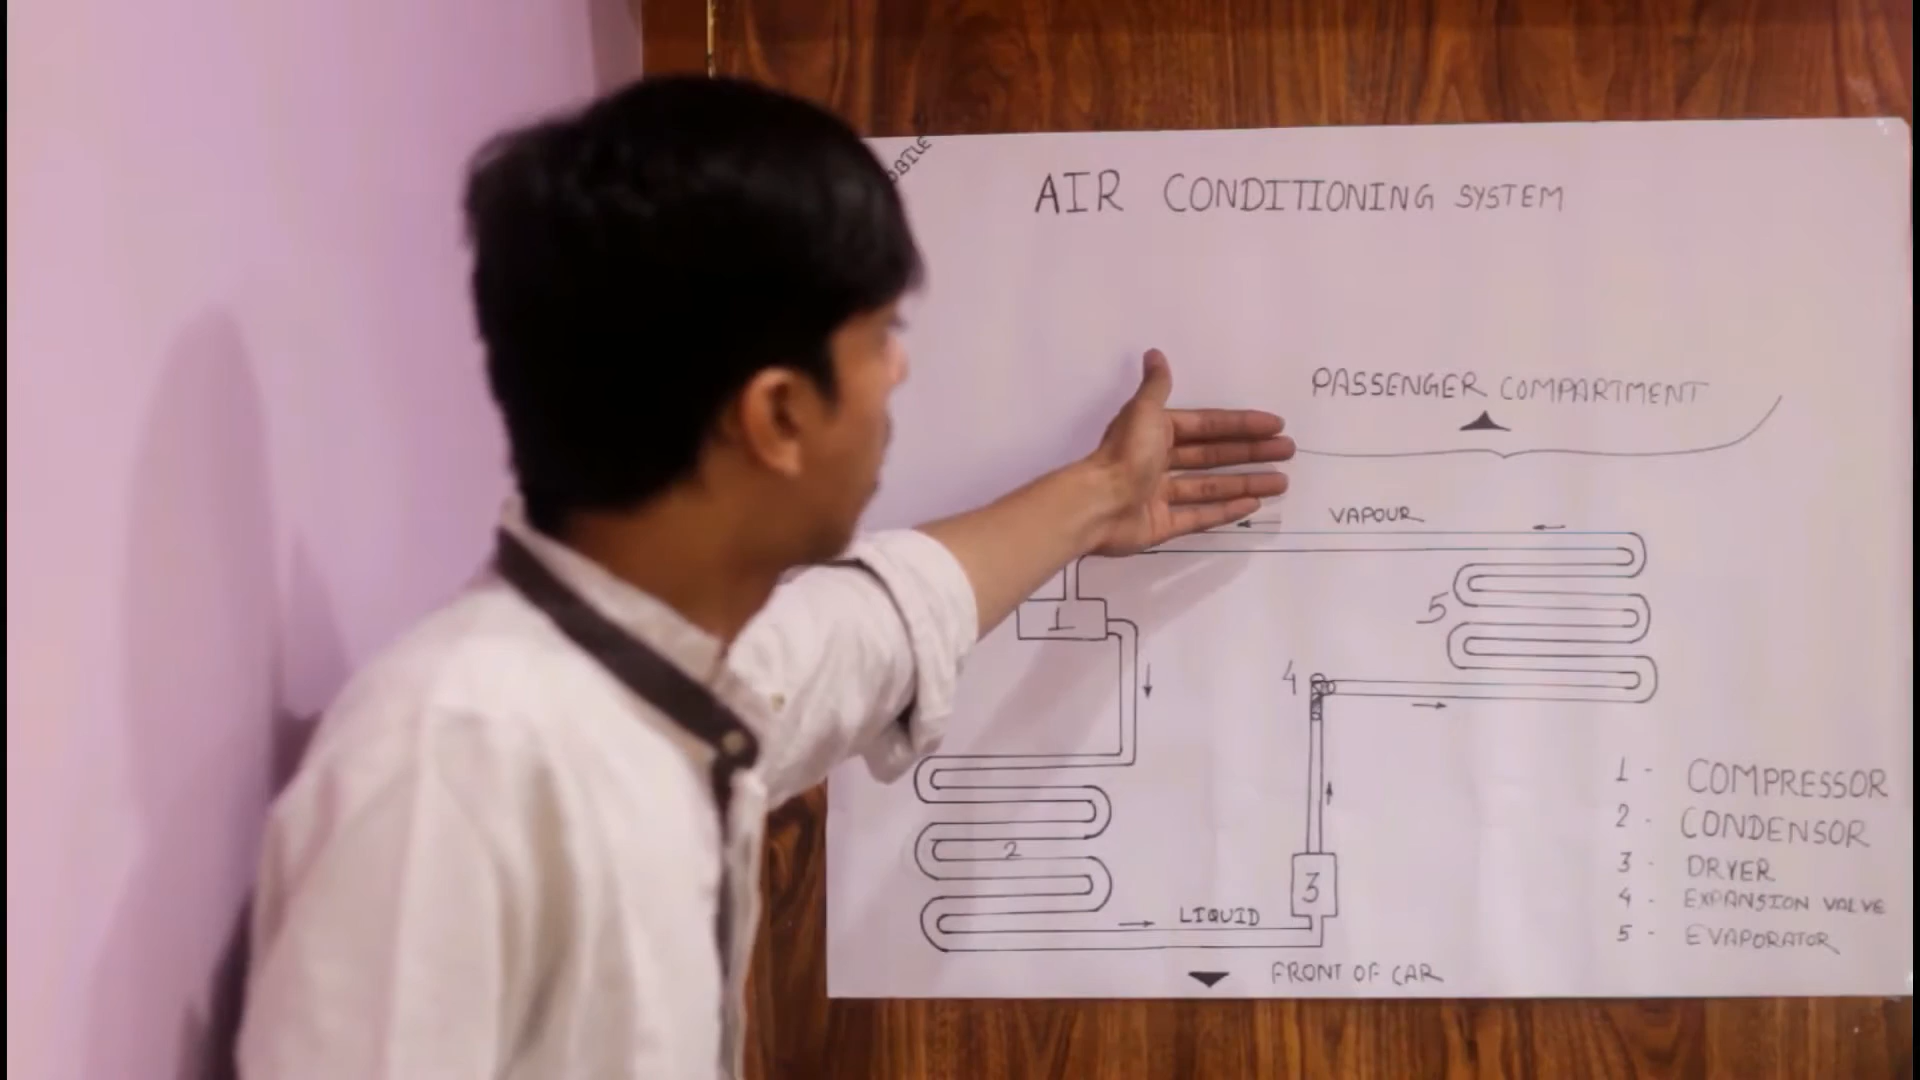 AIR CONDITIONING SYSTEM
PASSENGER COMPARTMENT
VAPOUR
1
5
4
2
3
LIQUID
FRONT OF CAR
1 - COMPRESSOR
2 - CONDENSOR
3 - DRYER
4 - EXPANSION VALVE
5 - EVAPORATOR